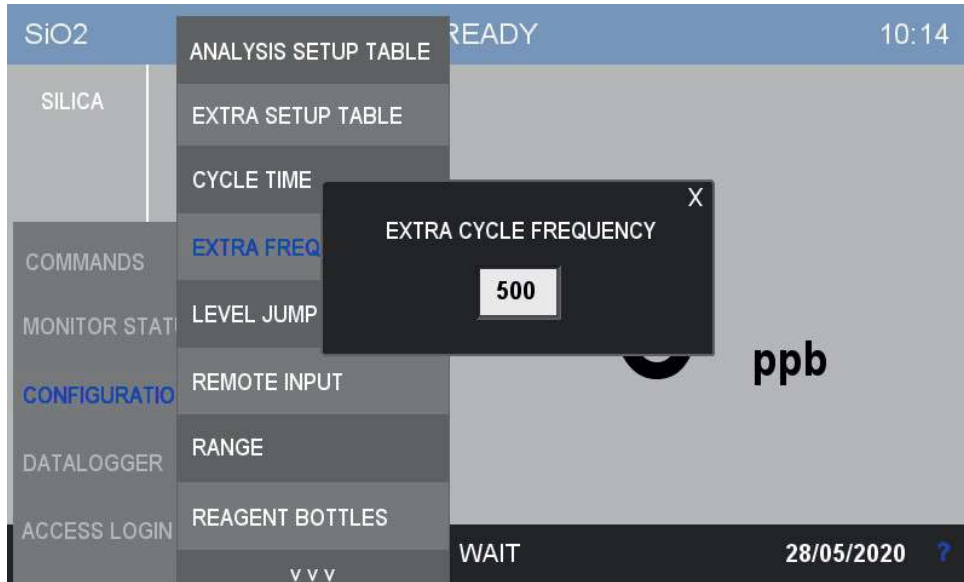 SiO2
READY
10:14
SILICA
ANALYSIS SETUP TABLE
EXTRA SETUP TABLE
CYCLE TIME
EXTRA FREQ
LEVEL JUMP
REMOTE INPUT
RANGE
REAGENT BOTTLES
v v v
X
EXTRA CYCLE FREQUENCY
500
ppb
COMMANDS
MONITOR STAT
CONFIGURATIO
DATALOGGER
ACCESS LOGIN
WAIT
28/05/2020 ?